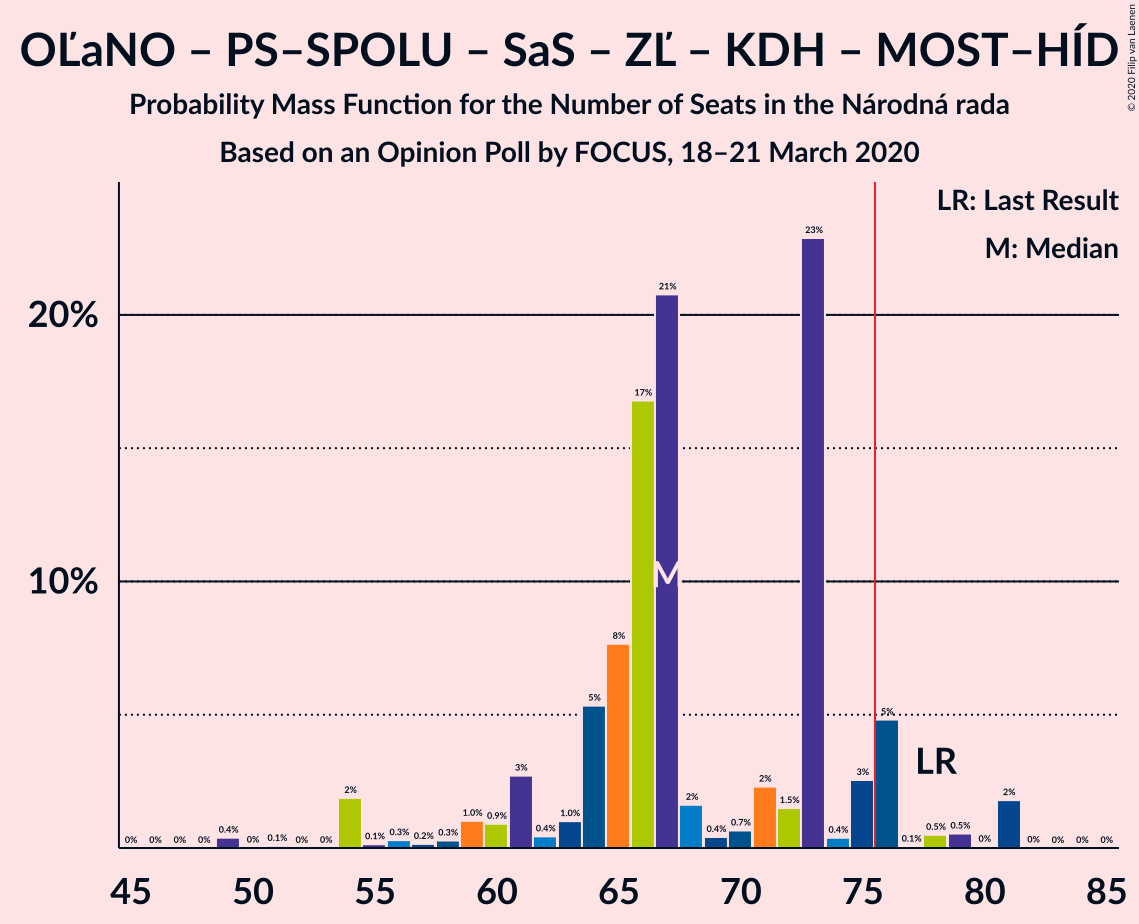 OĽaNO – PS–SPOLU – SaS – ZĽ – KDH – MOST–HÍD
Probability Mass Function for the Number of Seats in the Národná rada
Based on an Opinion Poll by FOCUS, 18–21 March 2020
© 2020 Filip van Laenen
LR: Last Result
M: Median
20%
10%
0% 0% 0% 0% 0.4% 0% 0.1% 0% 0% 2% 0.1% 0.3% 0.2% 0.3% 1.0% 0.9% 3% 0.4% 1.0% 5% 8% 17% 21% 2% 0.4% 0.7% 2% 1.5% 23% 0.4% 3% 5% 0.1% 0.5% 0.5% 0% 2% 0% 0% 0% 0%
M
LR
45 50 55 60 65 70 75 80 85